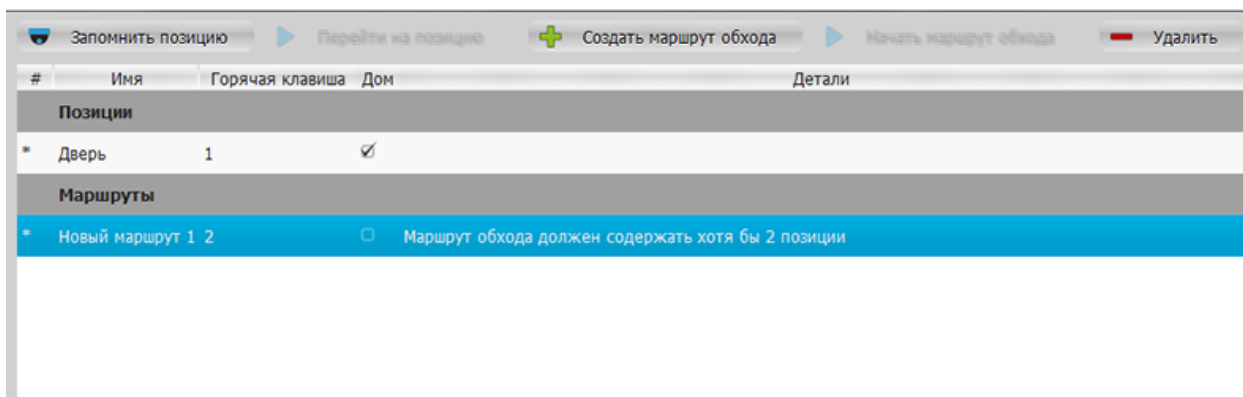 Запомнить позицию Перейти на позицию Создать маршрут обхода Начать маршрут обхода Удалить
# Имя Горячая клавиша Дом Детали
Позиции
* Дверь 1
Маршруты
* Новый маршрут 1 2 Маршрут обхода должен содержать хотя бы 2 позиции